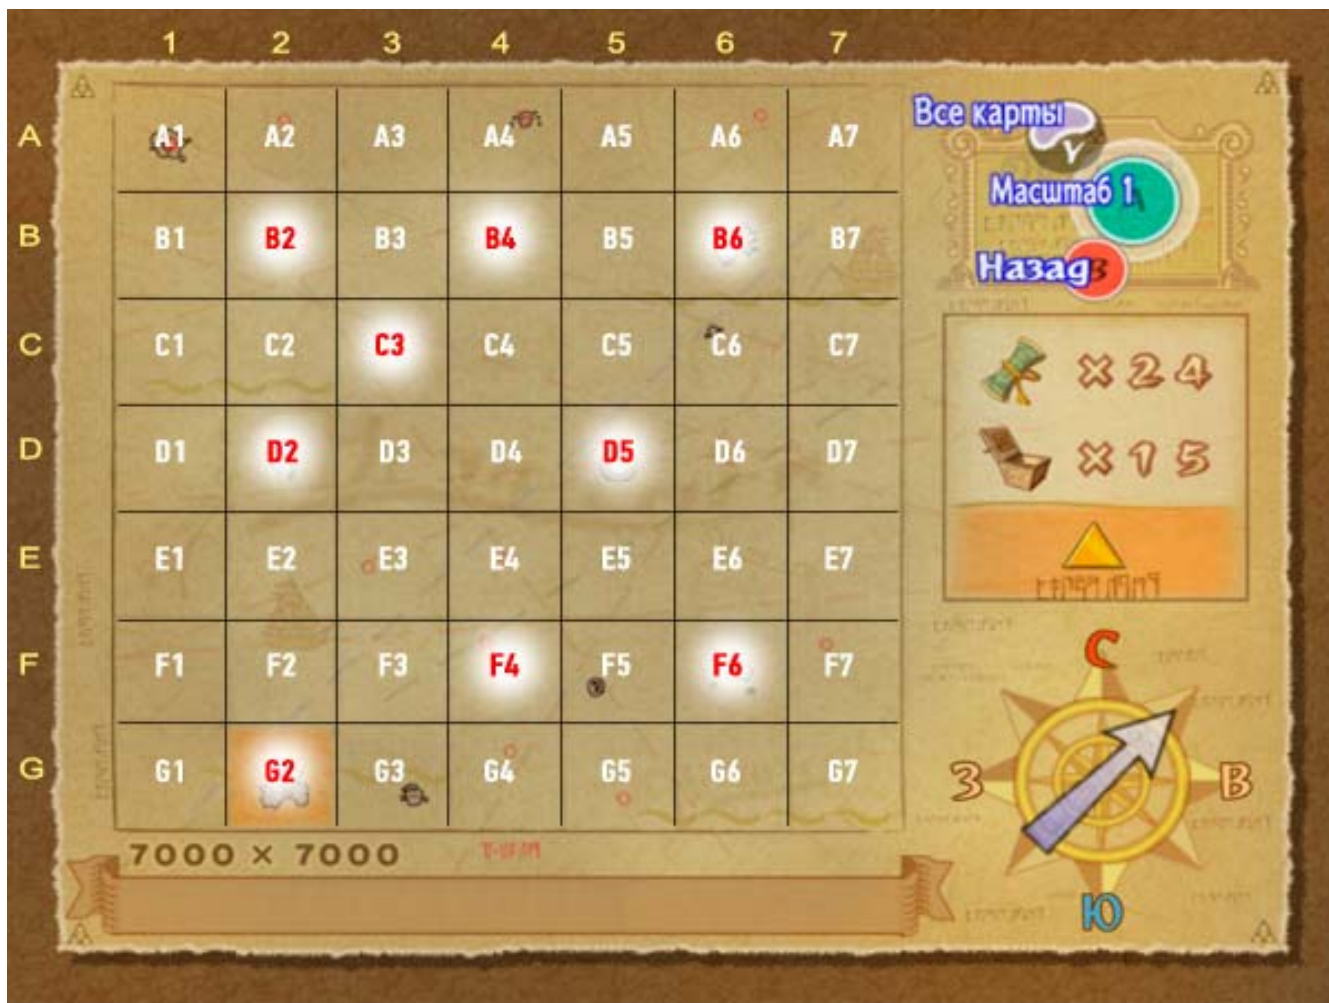 1 2 3 4 5 6 7
A A1 A2 A3 A4 A5 A6 A7
Все карты
Y
Масштаб 1
B B1 B2 B3 B4 B5 B6 B7
Назад B
C C1 C2 C3 C4 C5 C6 C7
× 24
D D1 D2 D3 D4 D5 D6 D7
× 15
E E1 E2 E3 E4 E5 E6 E7
F F1 F2 F3 F4 F5 F6 F7
С
G G1 G2 G3 G4 G5 G6 G7
З В
7000 × 7000
Ю